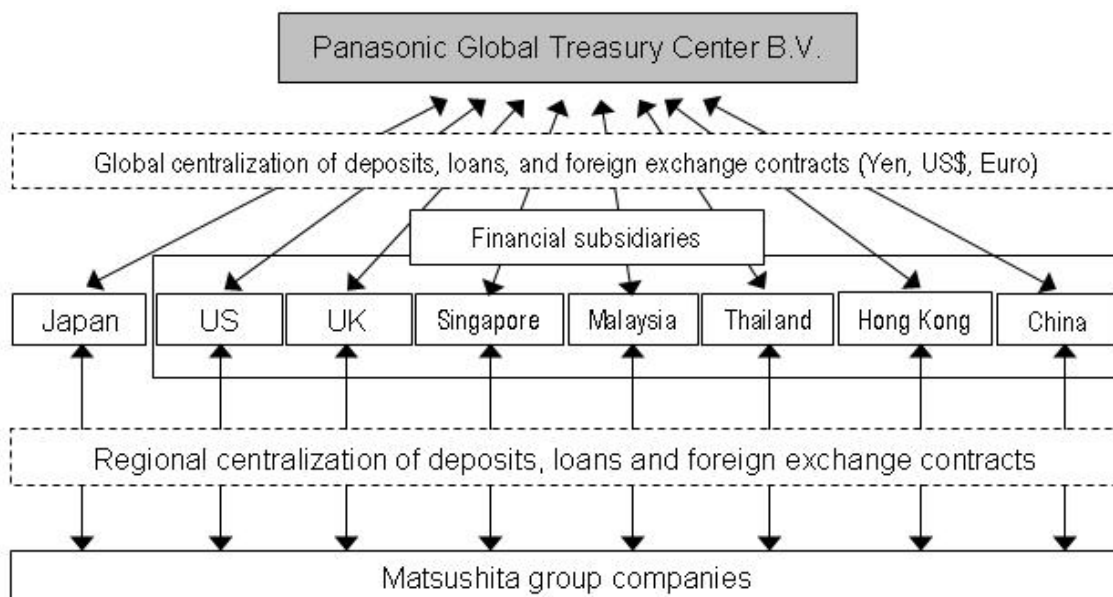 Panasonic Global Treasury Center B.V.
Global centralization of deposits, loans, and foreign exchange contracts (Yen, US$, Euro)
Financial subsidiaries
Japan
US
UK
Singapore
Malaysia
Thailand
Hong Kong
China
Regional centralization of deposits, loans and foreign exchange contracts
Matsushita group companies